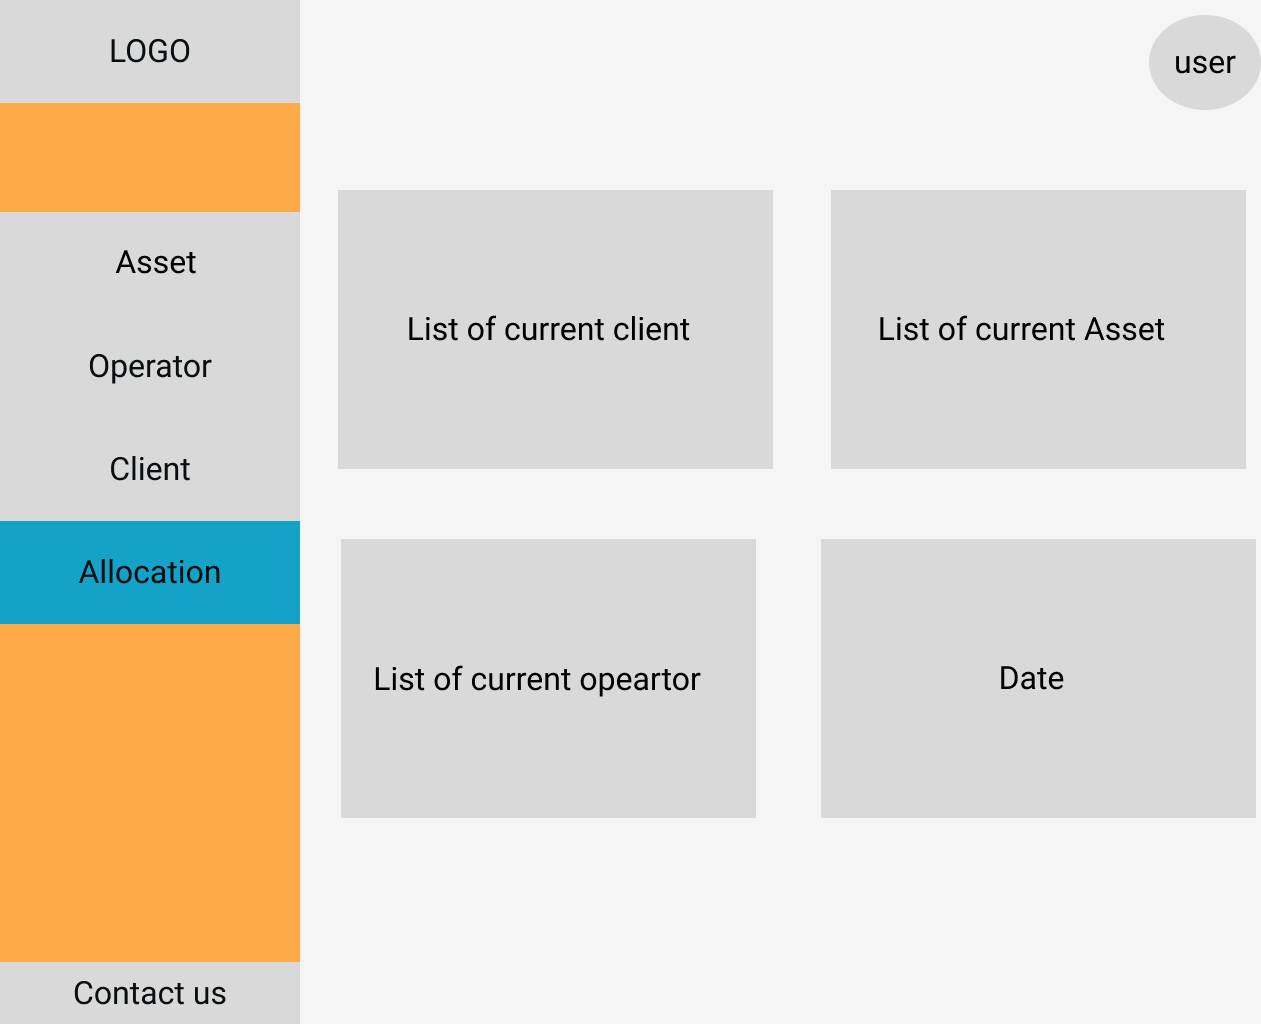 LOGO
user
Asset
Operator
Client
Allocation
Contact us
List of current client
List of current Asset
List of current opeartor
Date